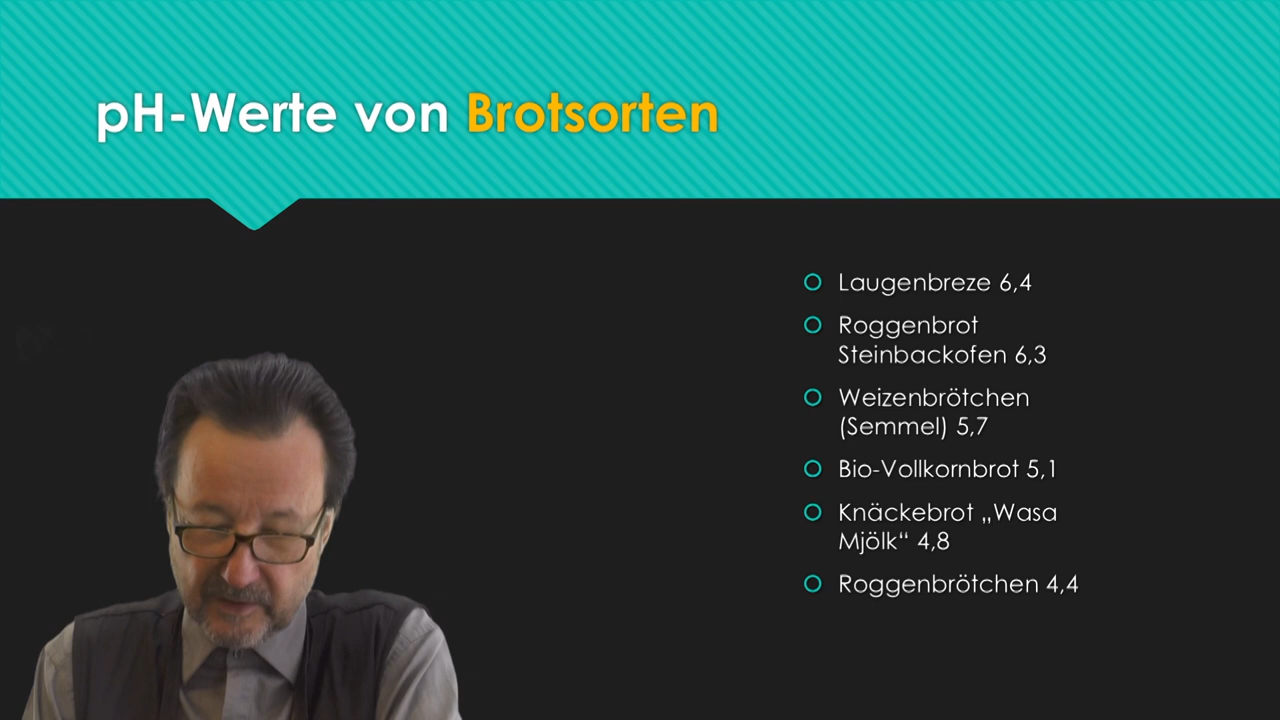 pH-Werte von Brotsorten
Laugenbreze 6,4
Roggenbrot
Steinbackofen 6,3
Weizenbrötchen
(Semmel) 5,7
Bio-Vollkornbrot 5,1
Knäckebrot „Wasa
Mjölk“ 4,8
Roggenbrötchen 4,4